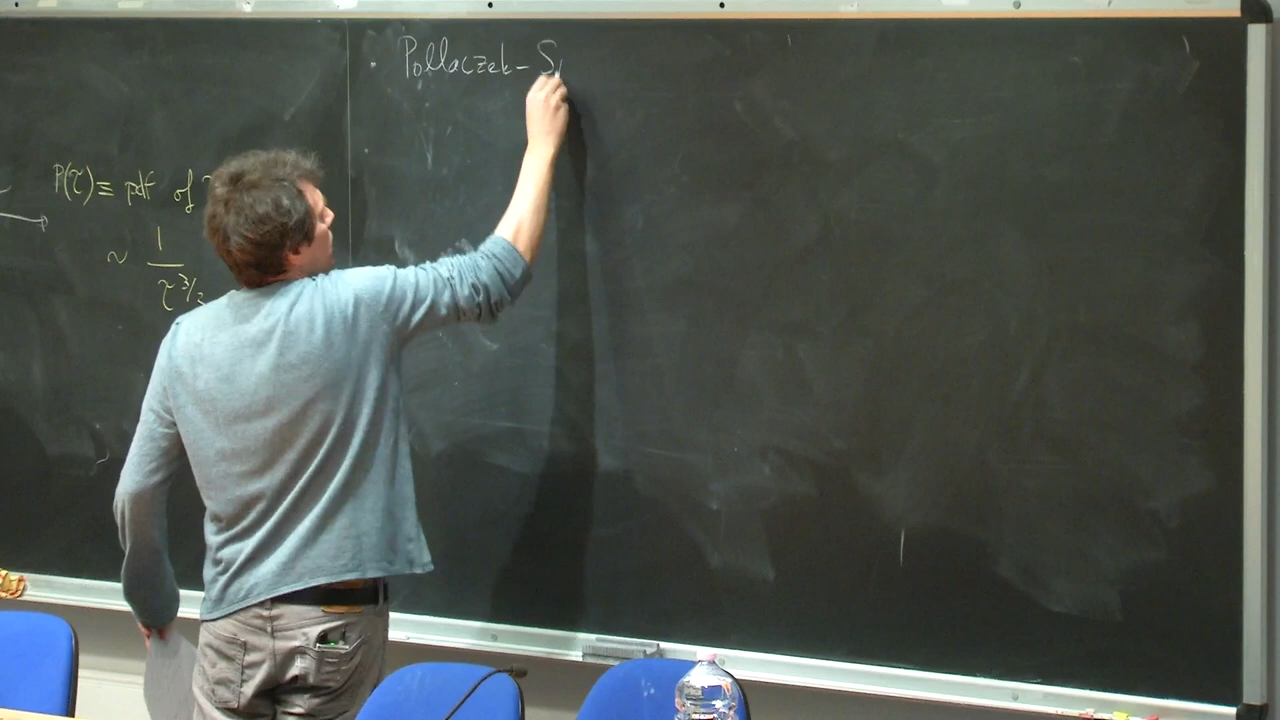 Pollaczek - S
P(τ) ≡ pdf of
~ 1
τ^3/2